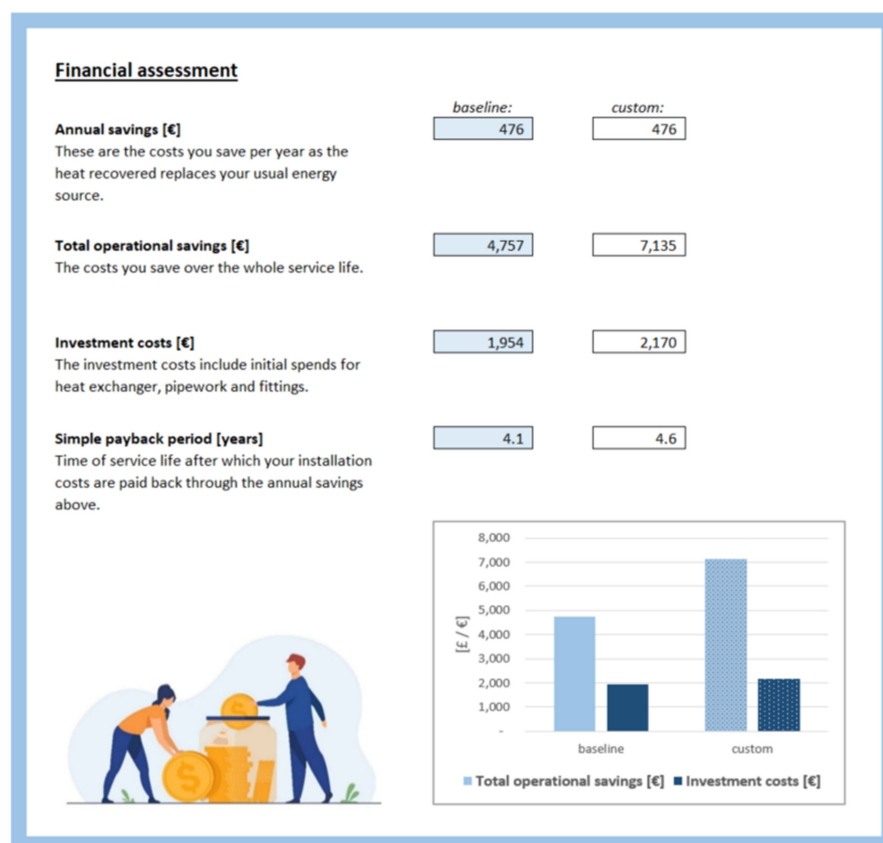 Financial assessment
baseline: custom:
Annual savings [€] 476 476
These are the costs you save per year as the
heat recovered replaces your usual energy
source.
Total operational savings [€] 4,757 7,135
The costs you save over the whole service life.
Investment costs [€] 1,954 2,170
The investment costs include initial spends for
heat exchanger, pipework and fittings.
Simple payback period [years] 4.1 4.6
Time of service life after which your installation
costs are paid back through the annual savings
above.
8,000
7,000
6,000
5,000
4,000
3,000
2,000
1,000
-
[£ / €]
baseline custom
Total operational savings [€] Investment costs [€]
$
$